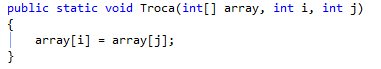 public static void Troca(int[] array, int i, int j)
{
    array[i] = array[j];
}